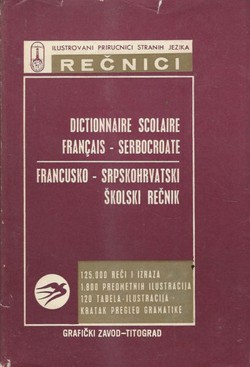 ILUSTROVANI PRIRUČNICI STRANIH JEZIKA
REČNICI
DICTIONNAIRE SCOLAIRE
FRANÇAIS - SERBOCROATE
FRANCUSKO - SRPSKOHRVATSKI
ŠKOLSKI REČNIK
125.000 REČI I IZRAZA
1.800 PREDMETNIH ILUSTRACIJA
120 TABELA-ILUSTRACIJA
KRATAK PREGLED GRAMATIKE
GRAFIČKI ZAVOD-TITOGRAD